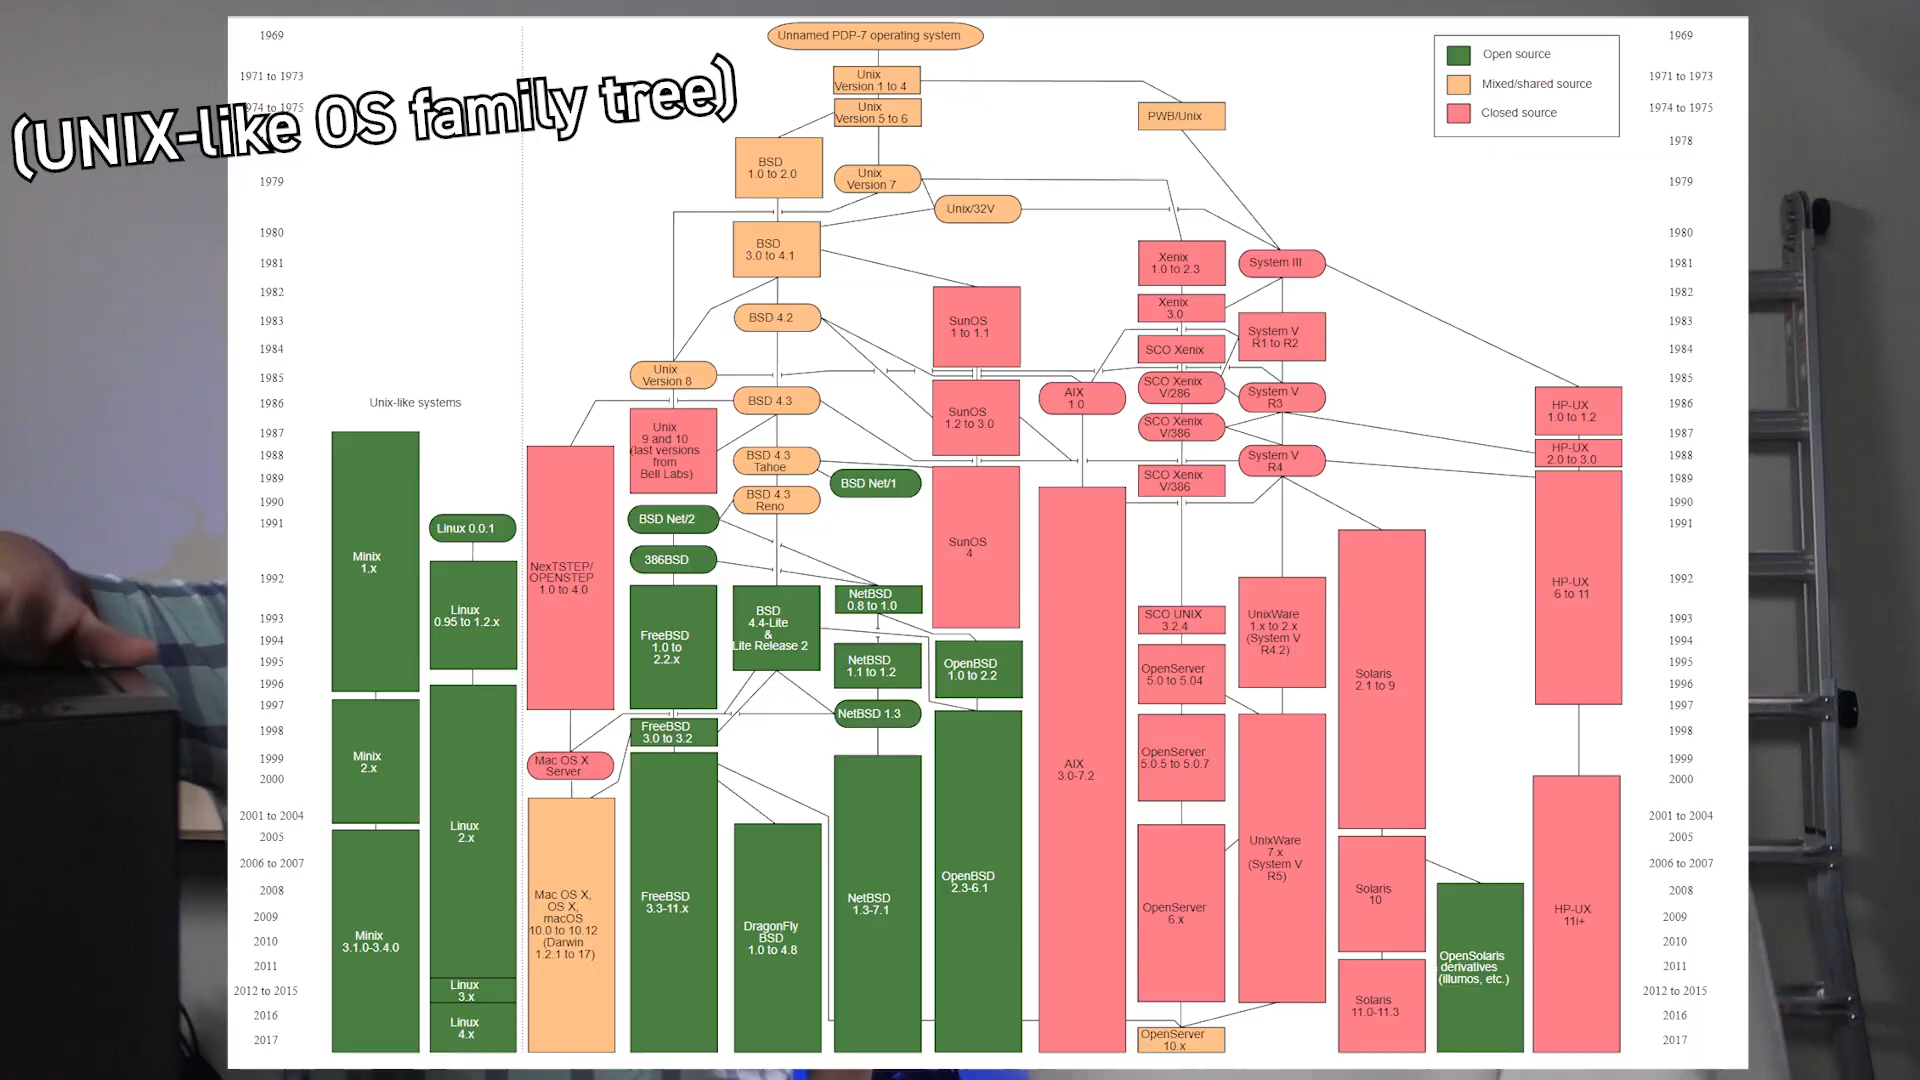 (UNIX-like OS family tree)
1969
1971 to 1973
74 to 1975
1979
1980
1981
1982
1983
1984
1985
1986
1987
1988
1989
1990
1991
1992
1993
1994
1995
1996
1997
1998
1999
2000
2001 to 2004
2005
2006 to 2007
2008
2009
2010
2011
2012 to 2015
2016
2017
Unix-like systems
Minix
1.x
Minix
2.x
Minix
3.1.0-3.4.0
Linux 0.0.1
Linux
0.95 to 1.2.x
Linux
2.x
Linux
3.x
Linux
4.x
NexTSTEP/
OPENSTEP
1.0 to 4.0
Mac OS X
Server
Mac OS X,
OS X,
macOS
10.0 to 10.12
(Darwin
1.2.1 to 17)
Unnamed PDP-7 operating system
Unix
Version 1 to 4
Unix
Version 5 to 6
PWB/Unix
BSD
1.0 to 2.0
Unix
Version 7
Unix/32V
BSD
3.0 to 4.1
BSD 4.2
Unix
Version 8
BSD 4.3
Unix
9 and 10
(last versions
from
Bell Labs)
BSD 4.3
Tahoe
BSD 4.3
Reno
BSD Net/1
BSD Net/2
386BSD
FreeBSD
1.0 to
2.2.x
FreeBSD
3.0 to 3.2
FreeBSD
3.3-11.x
BSD
4.4-Lite
&
Lite Release 2
DragonFly
BSD
1.0 to 4.8
NetBSD
0.8 to 1.0
NetBSD
1.1 to 1.2
NetBSD 1.3
NetBSD
1.3-7.1
OpenBSD
1.0 to 2.2
OpenBSD
2.3-6.1
SunOS
1 to 1.1
SunOS
1.2 to 3.0
SunOS
4
AIX
1.0
AIX
3.0-7.2
Xenix
1.0 to 2.3
Xenix
3.0
SCO Xenix
SCO Xenix
V/286
SCO Xenix
V/386
SCO Xenix
V/386
SCO UNIX
3.2.4
OpenServer
5.0 to 5.04
OpenServer
5.0.5 to 5.0.7
OpenServer
6.x
OpenServer
10.x
System III
System V
R1 to R2
System V
R3
System V
R4
UnixWare
1.x to 2.x
(System V
R4.2)
UnixWare
7.x
(System V
R5)
Solaris
2.1 to 9
Solaris
10
Solaris
11.0-11.3
OpenSolaris
derivatives
(illumos, etc.)
HP-UX
1.0 to 1.2
HP-UX
2.0 to 3.0
HP-UX
6 to 11
HP-UX
11i+
Open source
Mixed/shared source
Closed source
1969
1971 to 1973
1974 to 1975
1978
1979
1980
1981
1982
1983
1984
1985
1986
1987
1988
1989
1990
1991
1992
1993
1994
1995
1996
1997
1998
1999
2000
2001 to 2004
2005
2006 to 2007
2008
2009
2010
2011
2012 to 2015
2016
2017